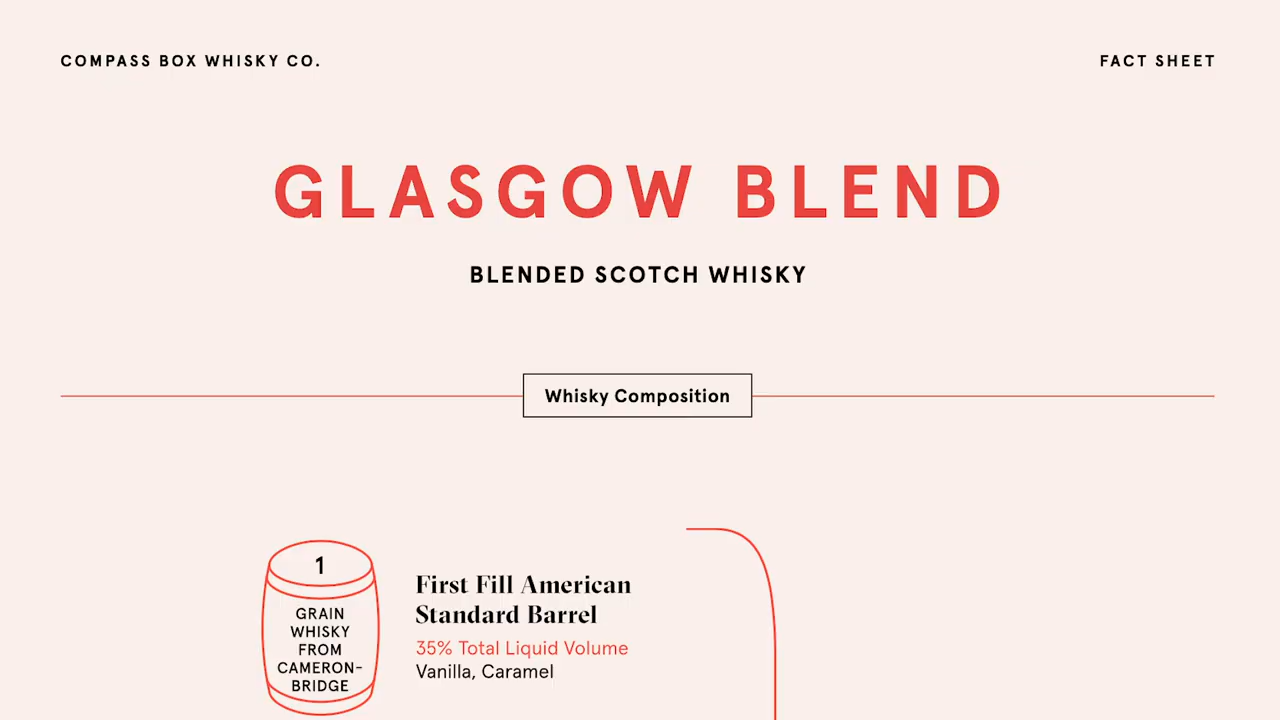 COMPASS BOX WHISKY CO.
FACT SHEET
GLASGOW BLEND
BLENDED SCOTCH WHISKY
Whisky Composition
1
GRAIN
WHISKY
FROM
CAMERON-
BRIDGE
First Fill American
Standard Barrel
35% Total Liquid Volume
Vanilla, Caramel